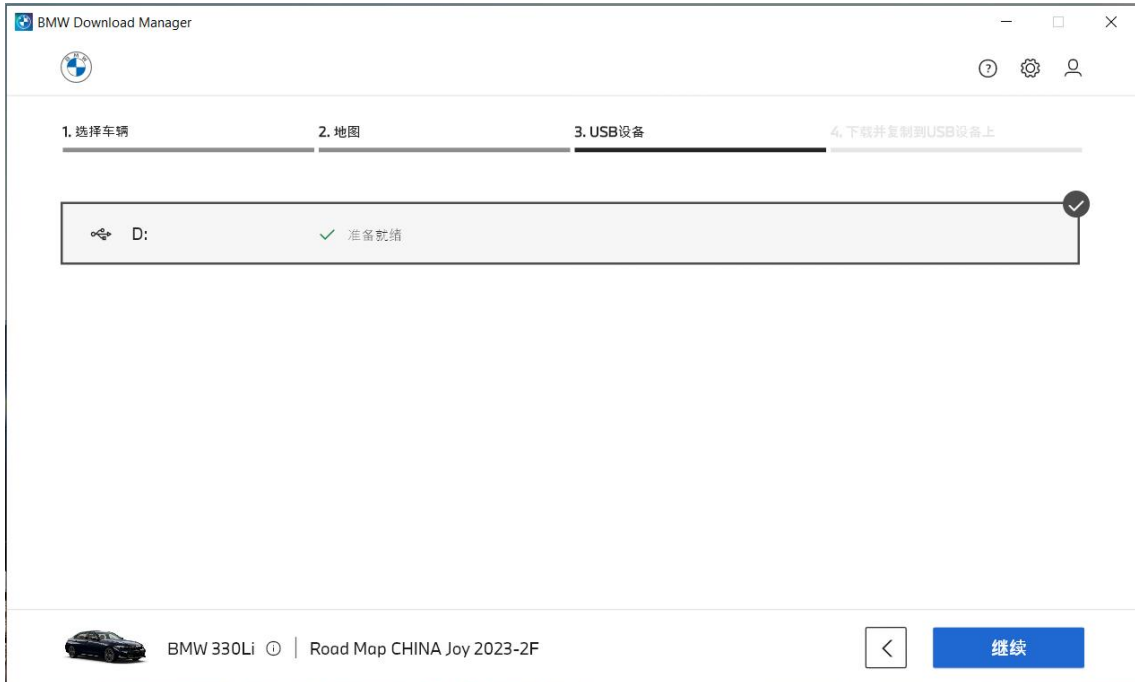 BMW Download Manager
1. 选择车辆
2. 地图
3. USB设备
4. 下载并复制到USB设备上
D:
准备就绪
BMW 330Li
Road Map CHINA Joy 2023-2F
继续